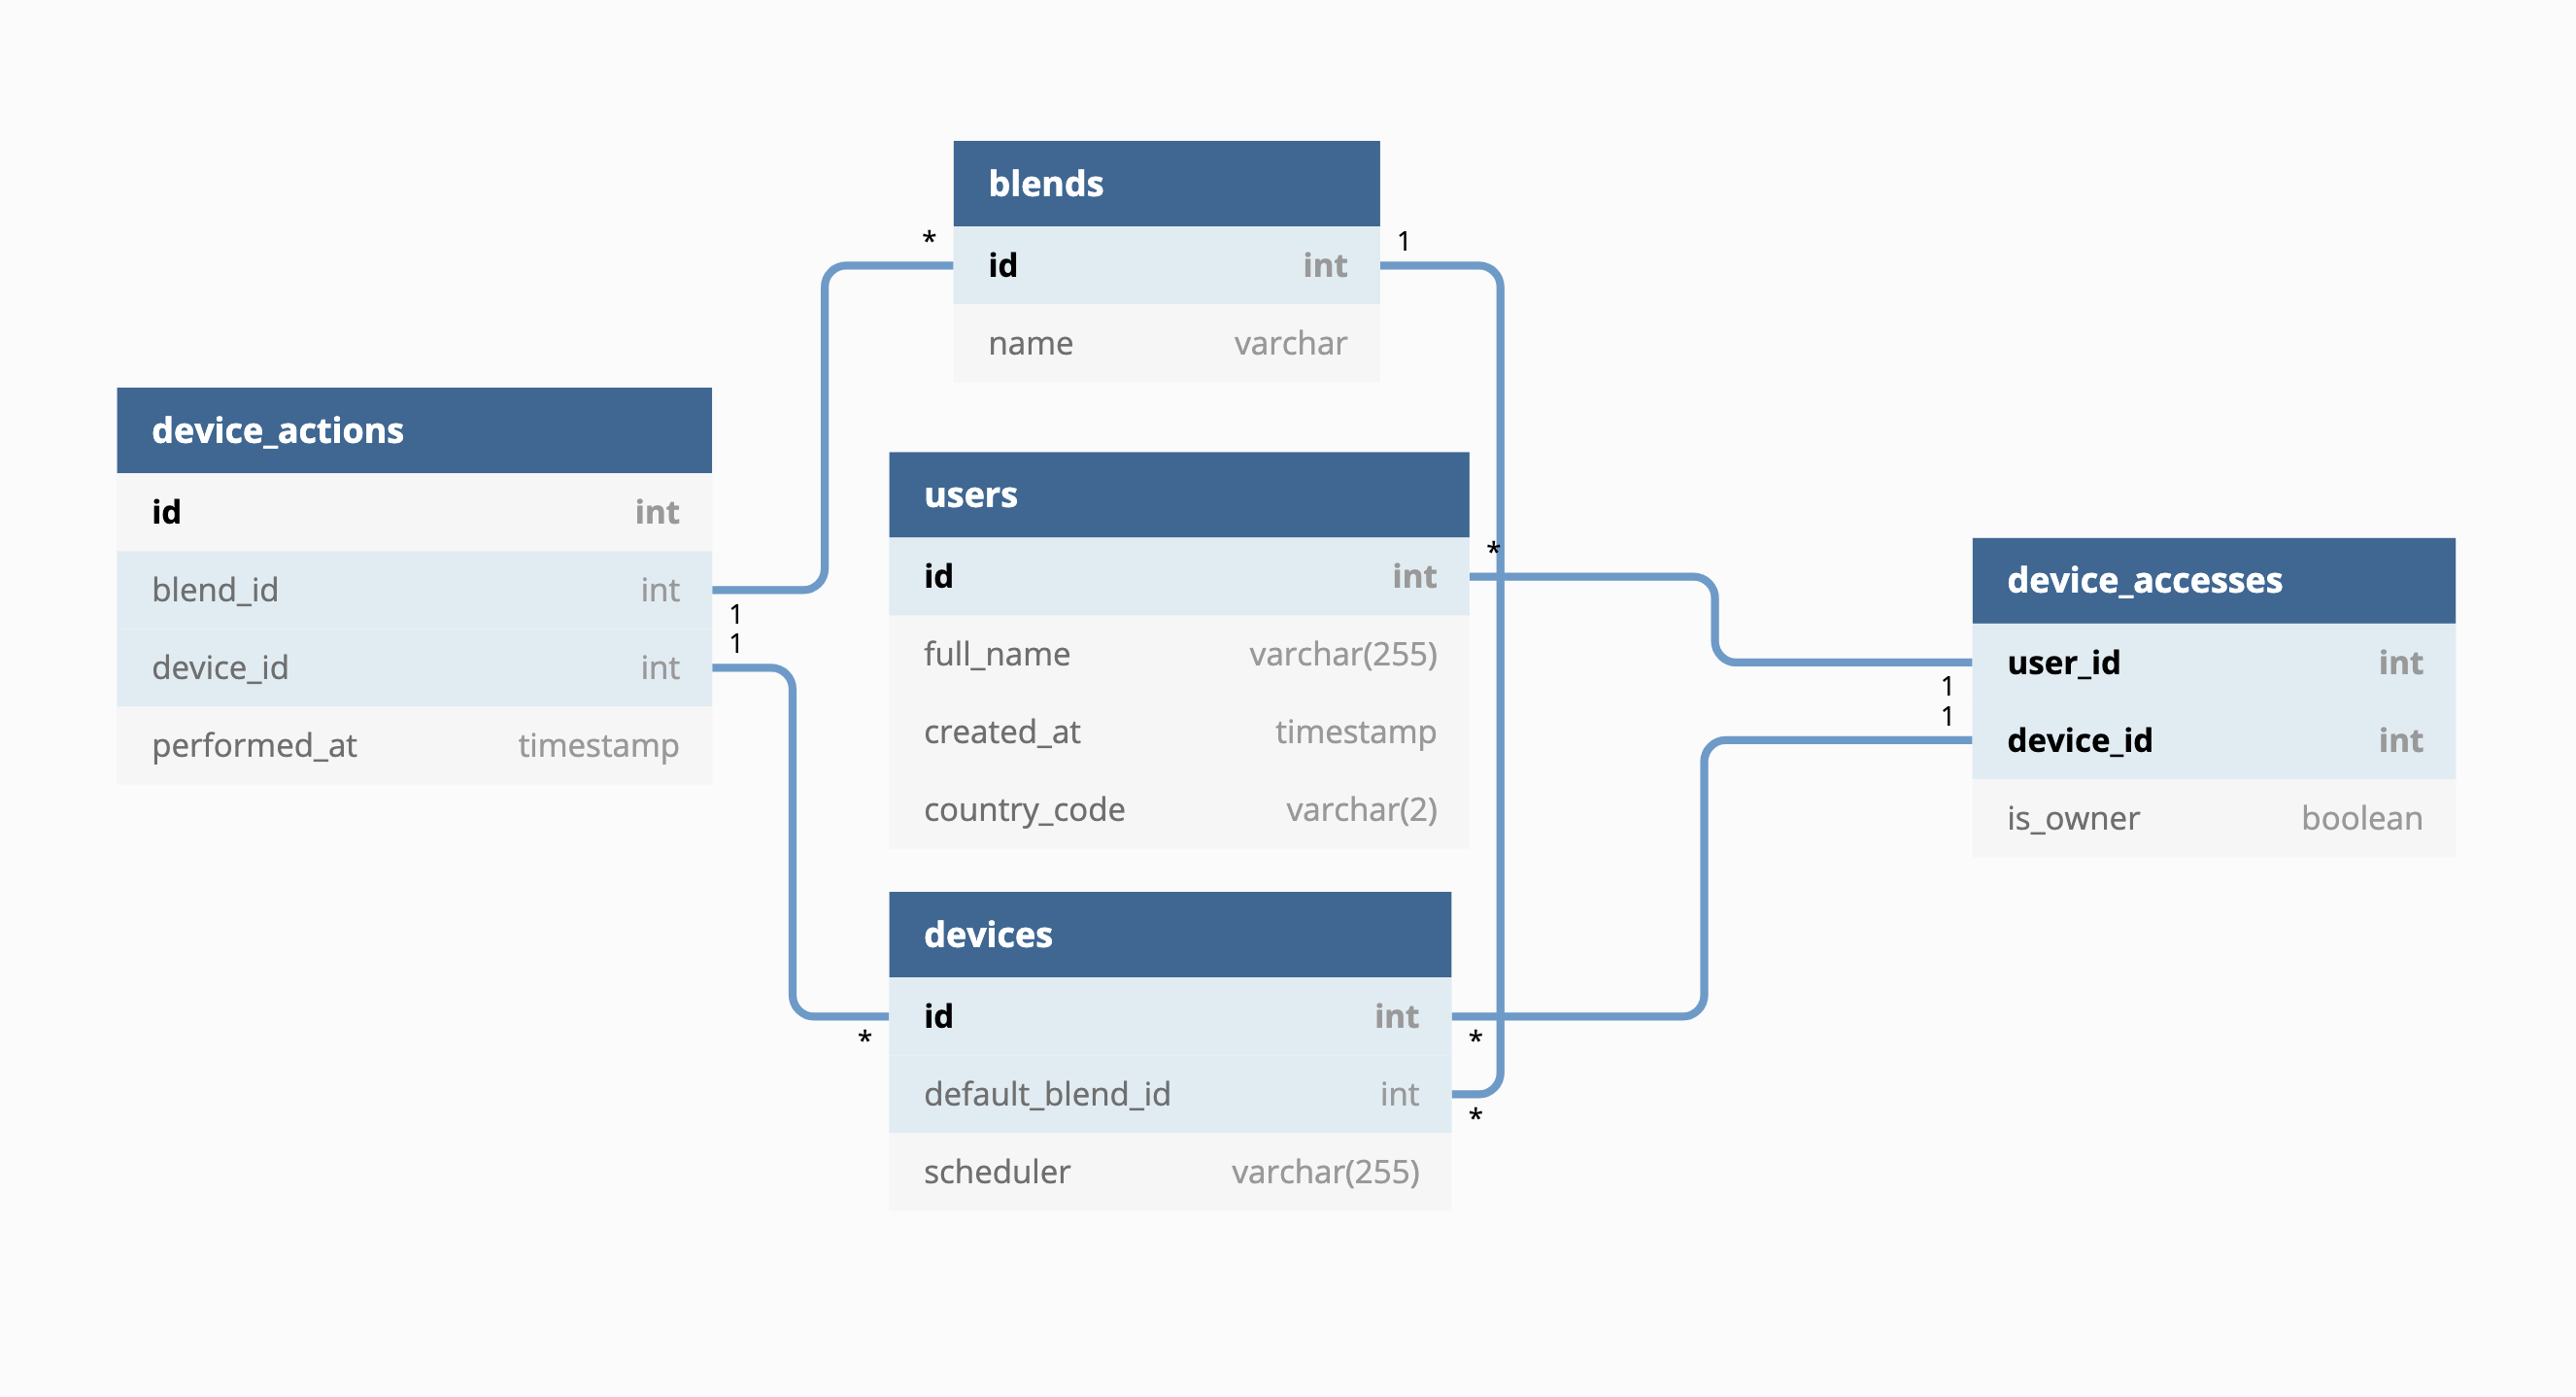 blends
* 1
id int
name varchar
device_actions
id int
blend_id int
1
1
device_id int
performed_at timestamp
*
users
*
id int
full_name varchar(255)
created_at timestamp
country_code varchar(2)
device_accesses
user_id int
1
1
device_id int
is_owner boolean
devices
id int
* *
default_blend_id int
*
scheduler varchar(255)